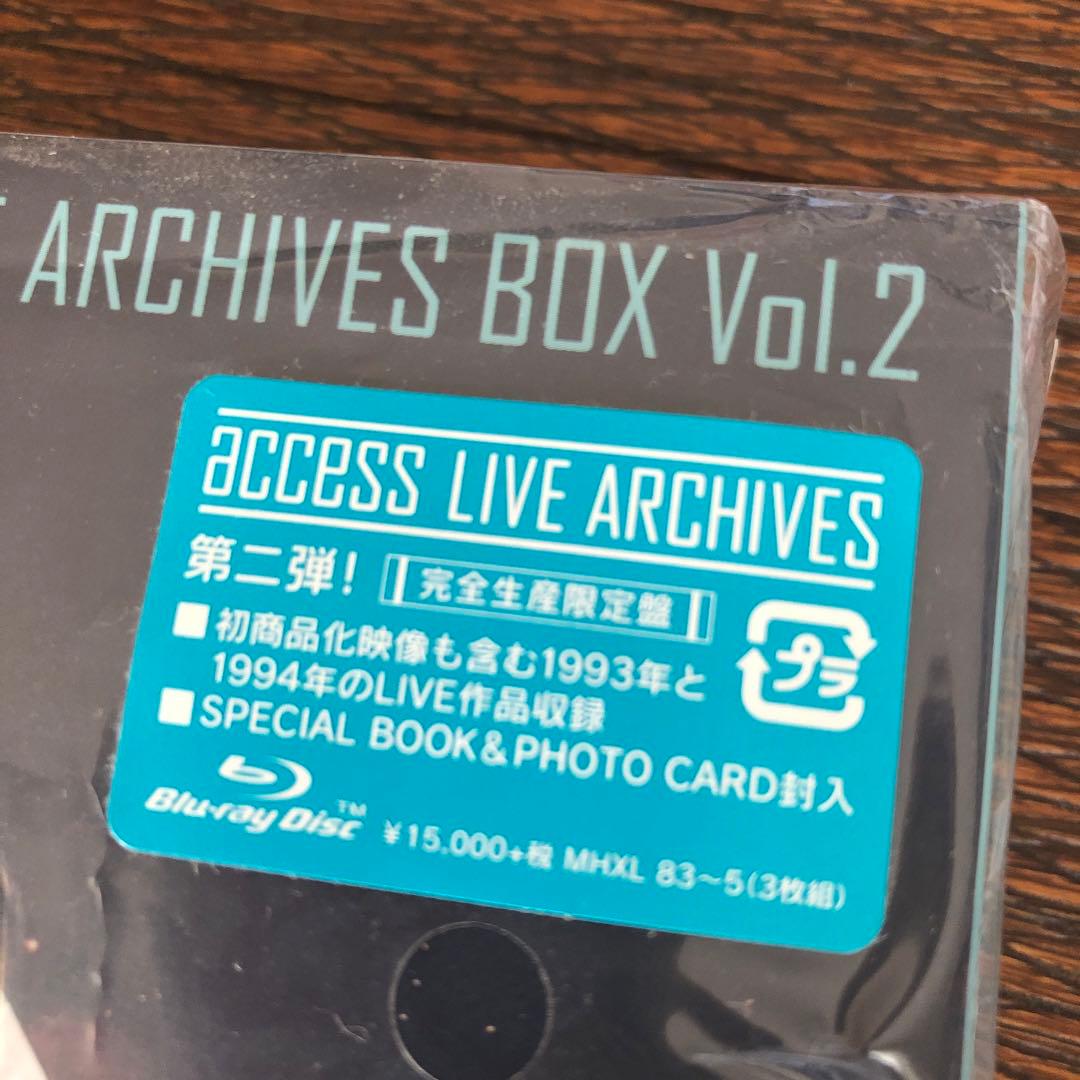 ARCHIVES BOX Vol.2
access LIVE ARCHIVES
第二弾! 完全生産限定盤
■初商品化映像も含む1993年と
1994年のLIVE作品収録
プラ
■SPECIAL BOOK&PHOTO CARD封入
Blu-ray Disc™ ¥15,000+税 MHXL 83~5(3枚組)